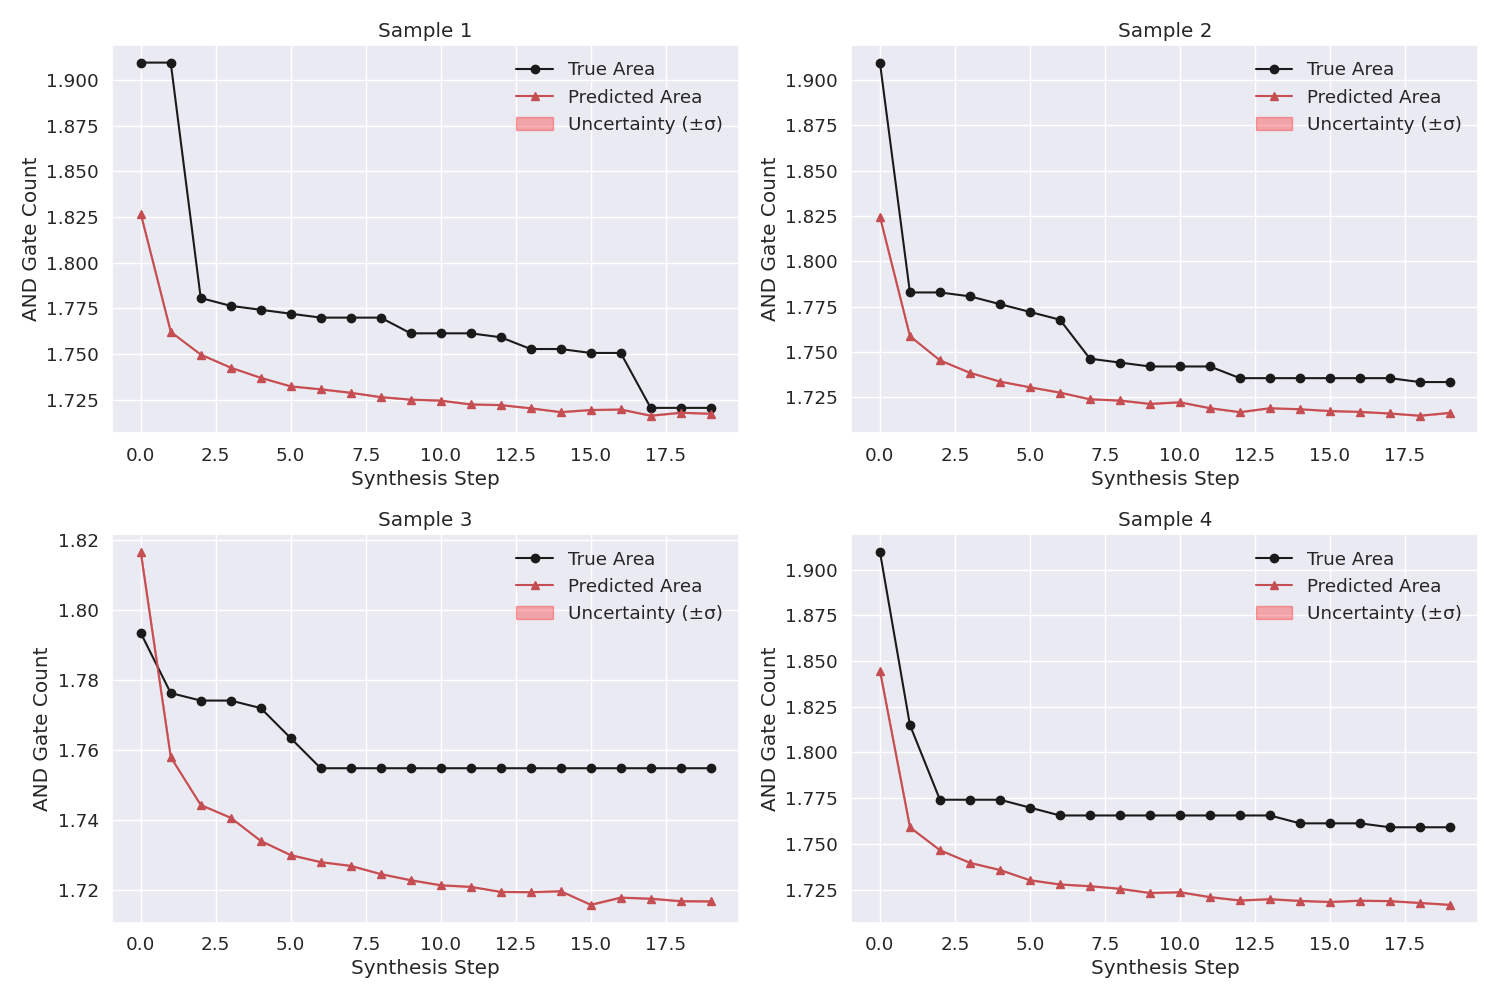 Sample 1
True Area
Predicted Area
Uncertainty (±σ)
1.900
1.875
1.850
1.825
1.800
1.775
1.750
1.725
AND Gate Count
0.0 2.5 5.0 7.5 10.0 12.5 15.0 17.5
Synthesis Step
Sample 2
True Area
Predicted Area
Uncertainty (±σ)
1.900
1.875
1.850
1.825
1.800
1.775
1.750
1.725
AND Gate Count
0.0 2.5 5.0 7.5 10.0 12.5 15.0 17.5
Synthesis Step
Sample 3
True Area
Predicted Area
Uncertainty (±σ)
1.82
1.80
1.78
1.76
1.74
1.72
AND Gate Count
0.0 2.5 5.0 7.5 10.0 12.5 15.0 17.5
Synthesis Step
Sample 4
True Area
Predicted Area
Uncertainty (±σ)
1.900
1.875
1.850
1.825
1.800
1.775
1.750
1.725
AND Gate Count
0.0 2.5 5.0 7.5 10.0 12.5 15.0 17.5
Synthesis Step